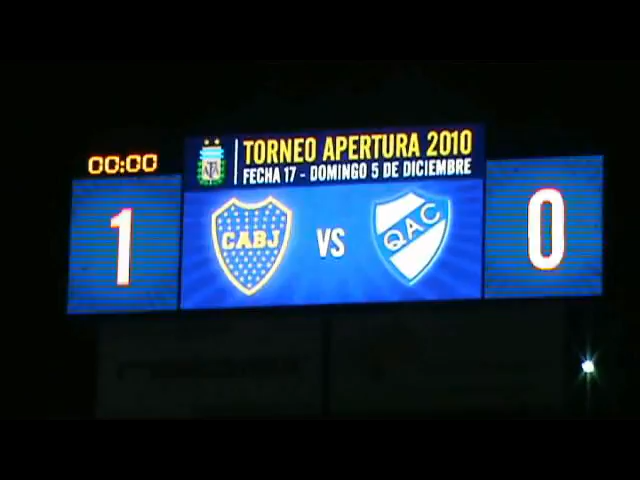 TORNEO APERTURA 2010
FECHA 17 - DOMINGO 5 DE DICIEMBRE
00:00
1
CABJ
VS
QAC
0